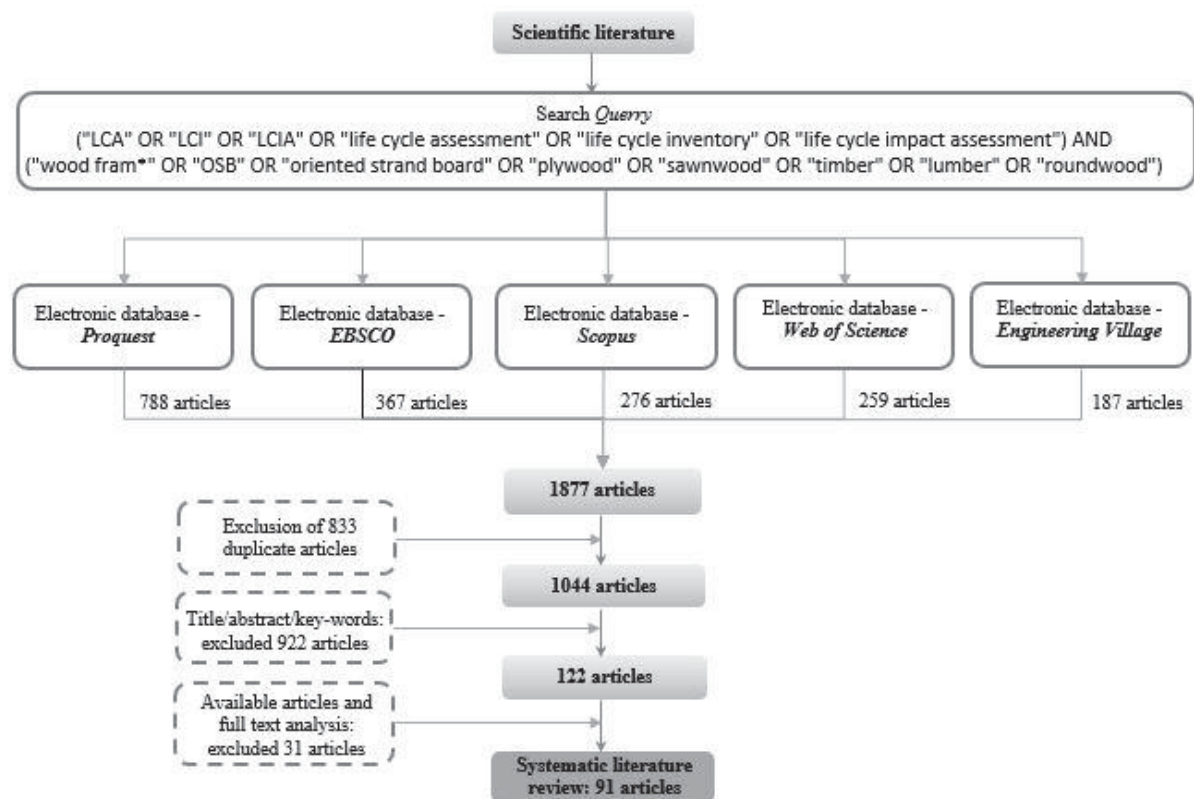 Scientific literature
Search Querry
("LCA" OR "LCI" OR "LCIA" OR "life cycle assessment" OR "life cycle inventory" OR "life cycle impact assessment") AND
("wood fram*" OR "OSB" OR "oriented strand board" OR "plywood" OR "sawnwood" OR "timber" OR "lumber" OR "roundwood")
Electronic database -
Proquest
Electronic database -
EBSCO
Electronic database -
Scopus
Electronic database -
Web of Science
Electronic database -
Engineering Village
788 articles
367 articles
276 articles
259 articles
187 articles
1877 articles
Exclusion of 833
duplicate articles
1044 articles
Title/abstract/key-words:
excluded 922 articles
122 articles
Available articles and
full text analysis:
excluded 31 articles
Systematic literature
review: 91 articles